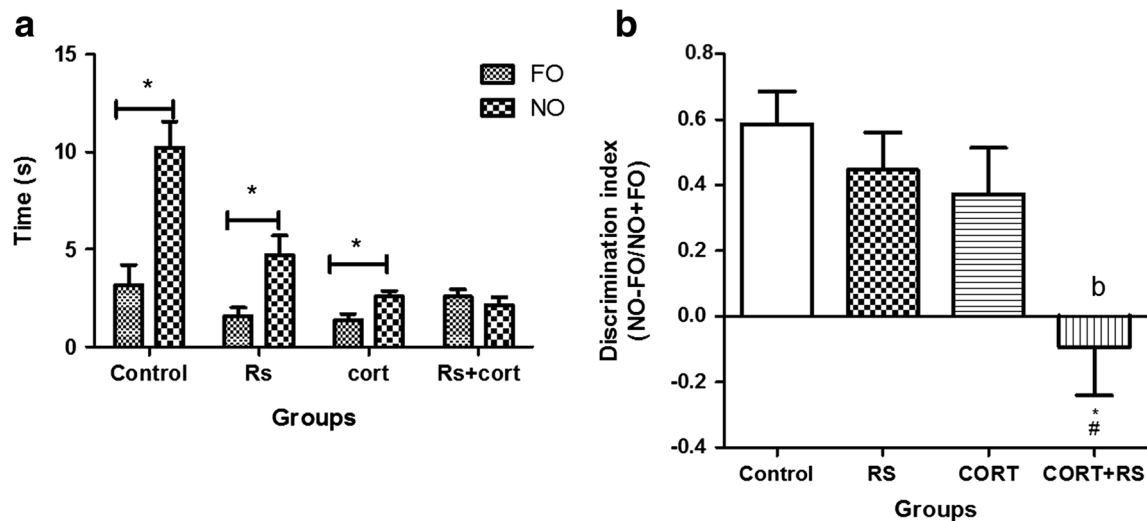 a
15
10
5
0
Time (s)
*
*
*
FO
NO
Control Rs cort Rs+cort
Groups
b
0.8
0.6
0.4
0.2
0.0
-0.2
-0.4
Discrimination index
(NO-FO/NO+FO)
b
*
#
Control RS CORT CORT+RS
Groups